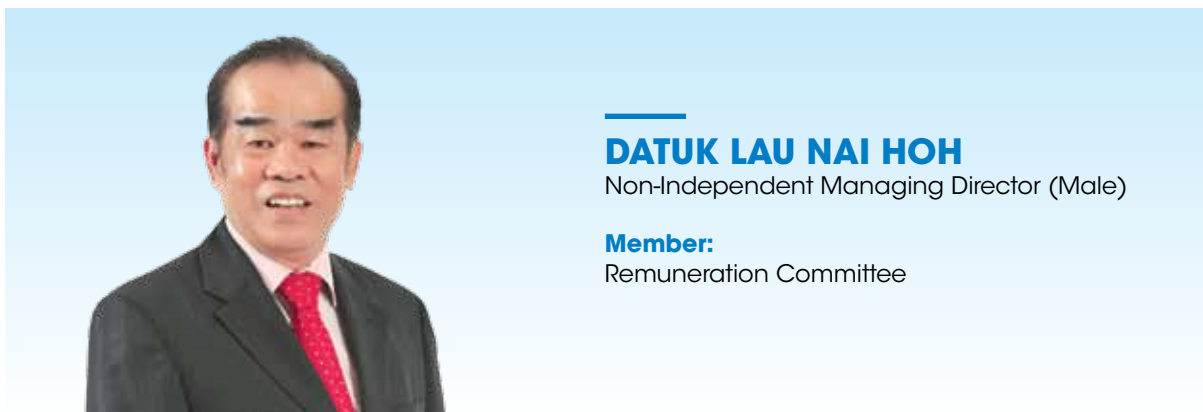 DATUK LAU NAI HOH
Non-Independent Managing Director (Male)
Member:
Remuneration Committee